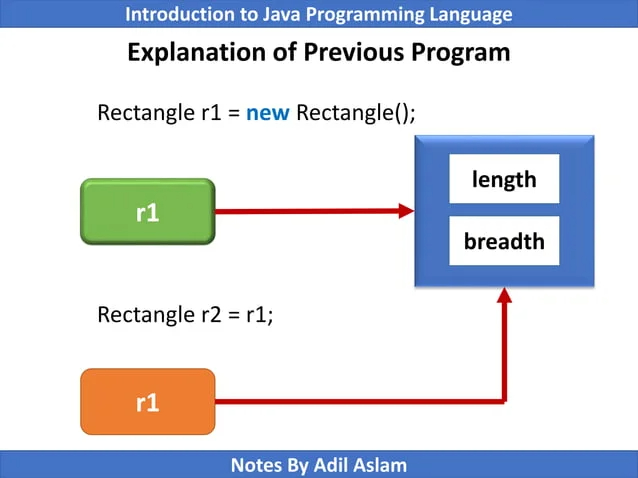 Introduction to Java Programming Language
Explanation of Previous Program
Rectangle r1 = new Rectangle();
length
r1
breadth
Rectangle r2 = r1;
r1
Notes By Adil Aslam